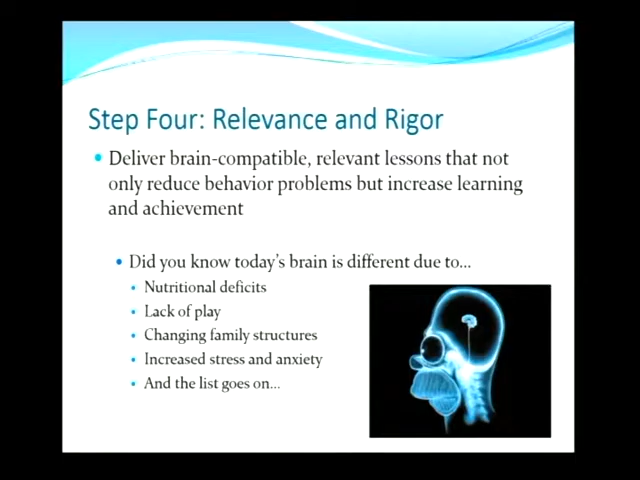 Step Four: Relevance and Rigor
• Deliver brain-compatible, relevant lessons that not
only reduce behavior problems but increase learning
and achievement
• Did you know today's brain is different due to...
• Nutritional deficits
• Lack of play
• Changing family structures
• Increased stress and anxiety
• And the list goes on...